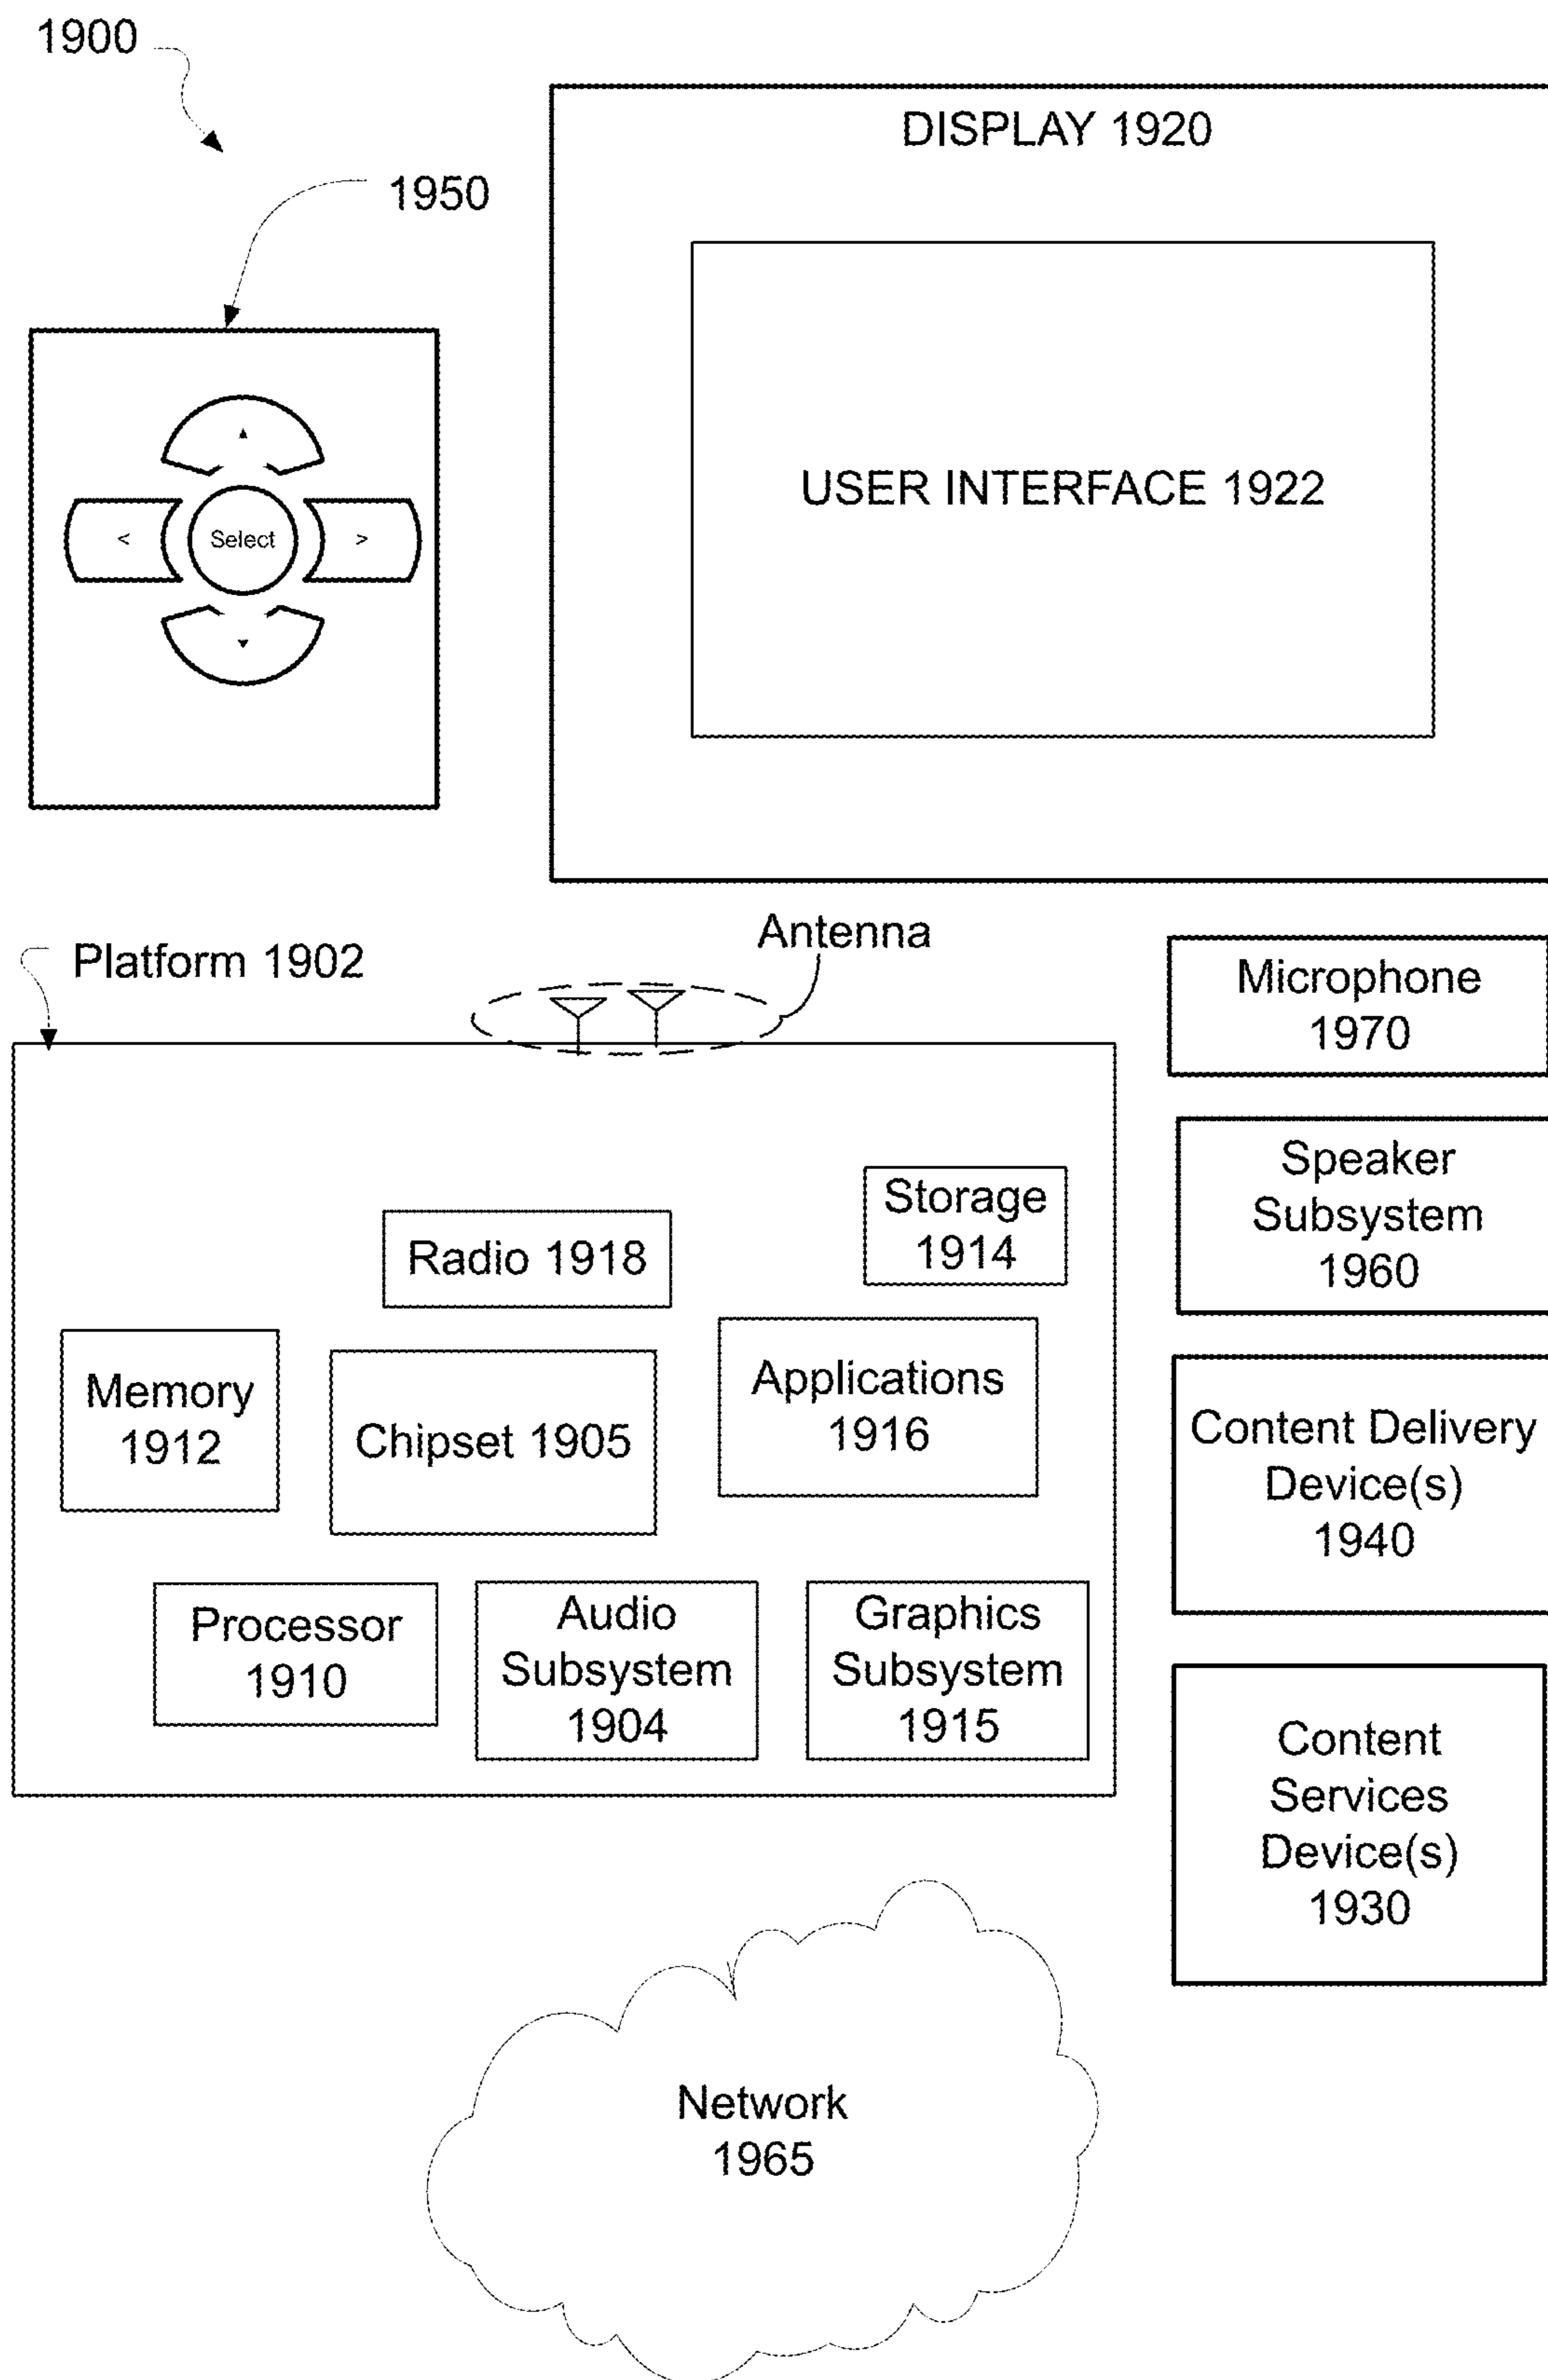 1900
1950
DISPLAY 1920
USER INTERFACE 1922
<
Select
>
Platform 1902
Antenna
Microphone
1970
Speaker
Subsystem
1960
Storage
1914
Radio 1918
Memory
1912
Chipset 1905
Applications
1916
Content Delivery
Device(s)
1940
Processor
1910
Audio
Subsystem
1904
Graphics
Subsystem
1915
Content
Services
Device(s)
1930
Network
1965